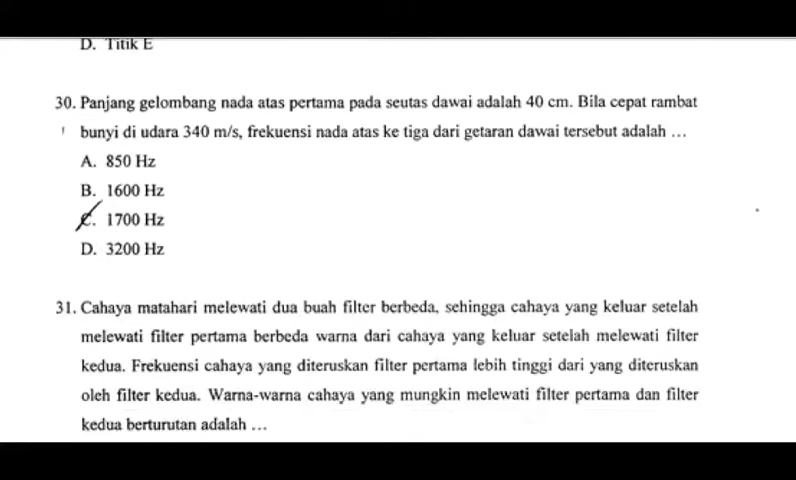 D. Titik E
30. Panjang gelombang nada atas pertama pada seutas dawai adalah 40 cm. Bila cepat rambat
bunyi di udara 340 m/s, frekuensi nada atas ke tiga dari getaran dawai tersebut adalah …
A. 850 Hz
B. 1600 Hz
C. 1700 Hz
D. 3200 Hz
31. Cahaya matahari melewati dua buah filter berbeda, sehingga cahaya yang keluar setelah
melewati filter pertama berbeda warna dari cahaya yang keluar setelah melewati filter
kedua. Frekuensi cahaya yang diteruskan filter pertama lebih tinggi dari yang diteruskan
oleh filter kedua. Warna-warna cahaya yang mungkin melewati filter pertama dan filter
kedua berturutan adalah …